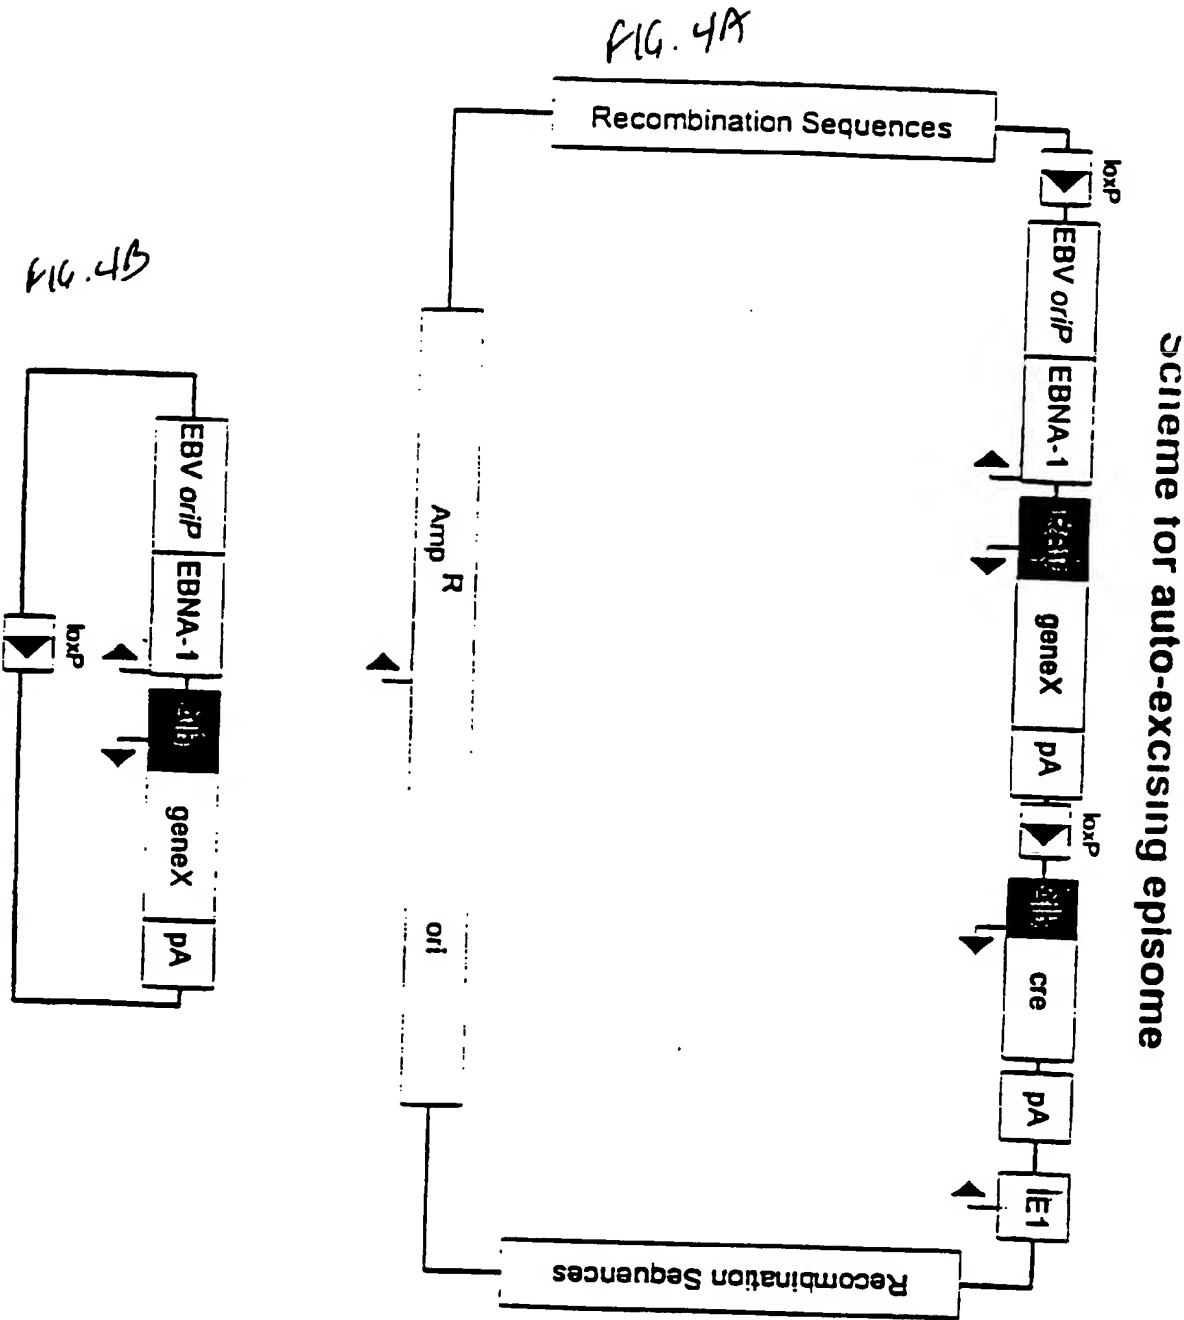 FIG. 4A
Scheme for auto-excising episome
Recombination Sequences
loxP
EBV oriP
EBNA-1
geneX
pA
loxP
cre
pA
IE1
Recombination Sequences
Amp R
ori
FIG. 4B
EBV oriP
EBNA-1
geneX
pA
loxP